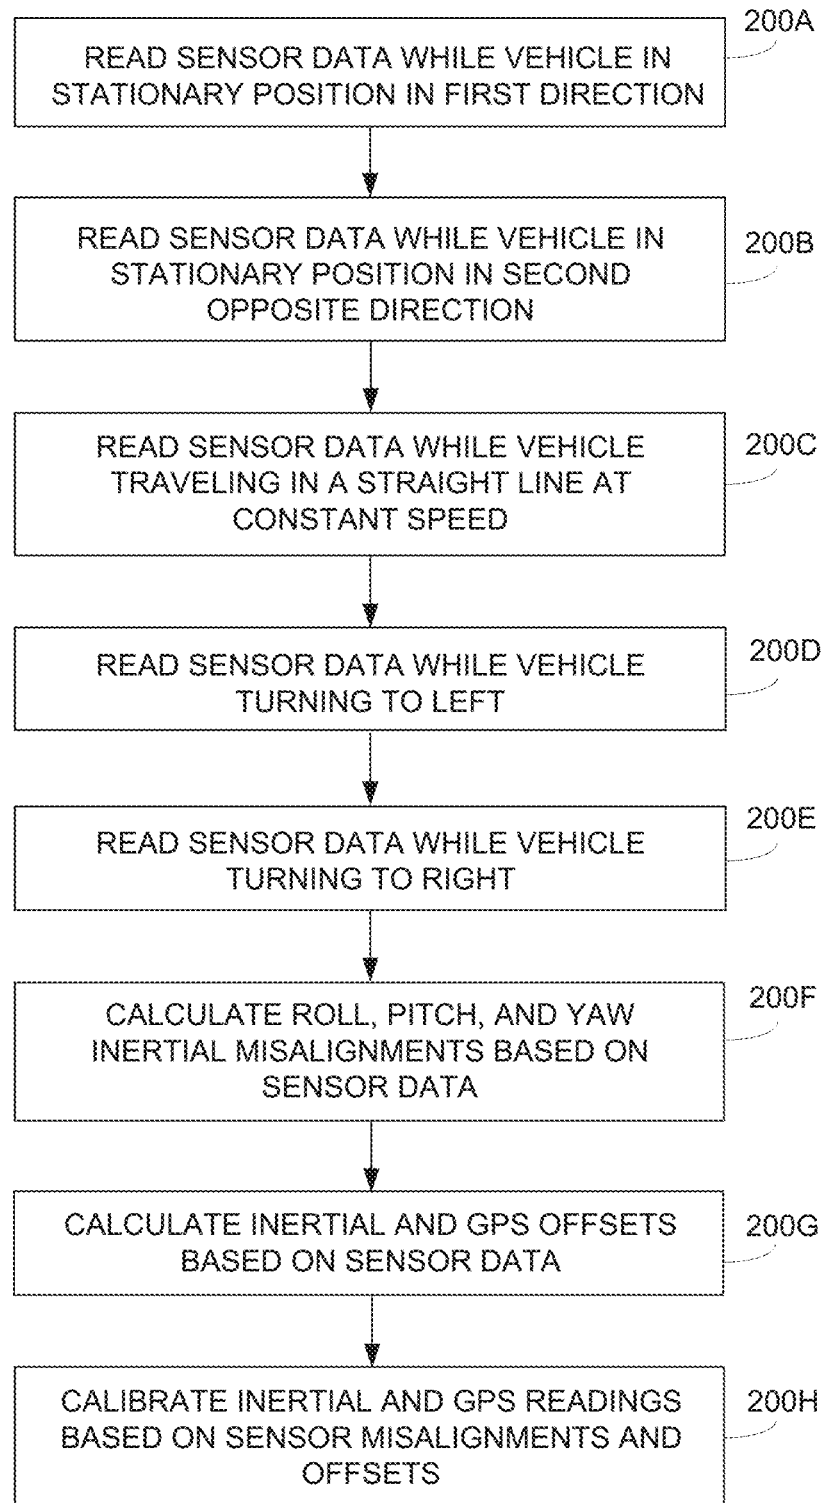 200A
READ SENSOR DATA WHILE VEHICLE IN
STATIONARY POSITION IN FIRST DIRECTION
200B
READ SENSOR DATA WHILE VEHICLE IN
STATIONARY POSITION IN SECOND
OPPOSITE DIRECTION
200C
READ SENSOR DATA WHILE VEHICLE
TRAVELING IN A STRAIGHT LINE AT
CONSTANT SPEED
200D
READ SENSOR DATA WHILE VEHICLE
TURNING TO LEFT
200E
READ SENSOR DATA WHILE VEHICLE
TURNING TO RIGHT
200F
CALCULATE ROLL, PITCH, AND YAW
INERTIAL MISALIGNMENTS BASED ON
SENSOR DATA
200G
CALCULATE INERTIAL AND GPS OFFSETS
BASED ON SENSOR DATA
200H
CALIBRATE INERTIAL AND GPS READINGS
BASED ON SENSOR MISALIGNMENTS AND
OFFSETS